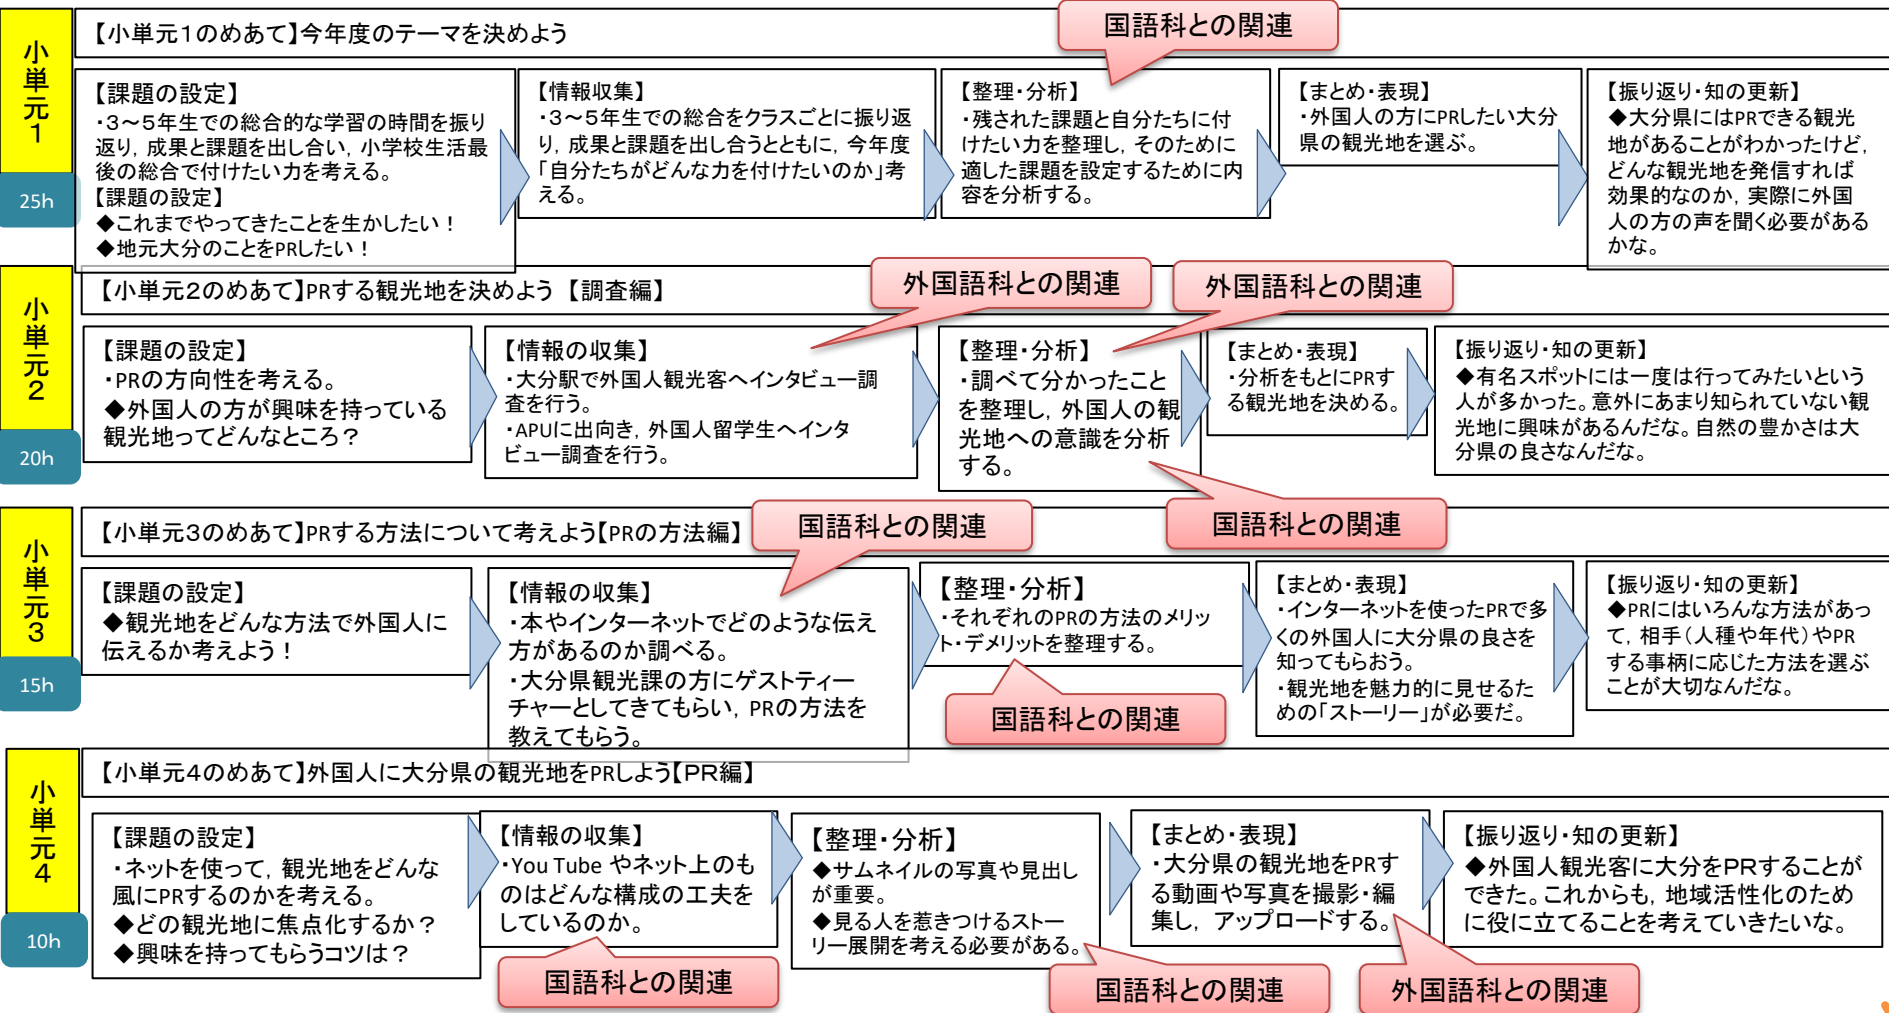 小単元1
25h
【小単元1のめあて】今年度のテーマを決めよう
国語科との関連
【課題の設定】
・3～5年生での総合的な学習の時間を振り
返り，成果と課題を出し合い，小学校生活最
後の総合で付けたい力を考える。
【課題の設定】
◆これまでやってきたことを生かしたい！
◆地元大分のことをPRしたい！
【情報収集】
・3～5年生での総合をクラスごとに振り返
り，成果と課題を出し合うとともに，今年度
「自分たちがどんな力を付けたいのか」考
える。
【整理・分析】
・残された課題と自分たちに付
けたい力を整理し，そのために
適した課題を設定するために内
容を分析する。
【まとめ・表現】
・外国人の方にPRしたい大分
県の観光地を選ぶ。
【振り返り・知の更新】
◆大分県にはPRできる観光
地があることがわかったけど，
どんな観光地を発信すれば
効果的なのか，実際に外国
人の方の声を聞く必要がある
かな。
小単元2
20h
【小単元2のめあて】PRする観光地を決めよう 【調査編】
外国語科との関連
外国語科との関連
【課題の設定】
・PRの方向性を考える。
◆外国人の方が興味を持っている
観光地ってどんなところ？
【情報の収集】
・大分駅で外国人観光客へインタビュー調
査を行う。
・APUに出向き，外国人留学生へインタ
ビュー調査を行う。
【整理・分析】
・調べて分かったこと
を整理し，外国人の観
光地への意識を分析
する。
国語科との関連
【まとめ・表現】
・分析をもとにPRす
る観光地を決める。
【振り返り・知の更新】
◆有名スポットには一度は行ってみたいという
人が多かった。意外にあまり知られていない観
光地に興味があるんだな。自然の豊かさは大
分県の良さなんだな。
小単元3
15h
【小単元3のめあて】PRする方法について考えよう【PRの方法編】
国語科との関連
【課題の設定】
◆観光地をどんな方法で外国人に
伝えるか考えよう！
【情報の収集】
・本やインターネットでどのような伝え
方があるのか調べる。
・大分県観光課の方にゲストティー
チャーとしてきてもらい，PRの方法を
教えてもらう。
【整理・分析】
・それぞれのPRの方法のメリッ
ト・デメリットを整理する。
国語科との関連
【まとめ・表現】
・インターネットを使ったPRで多
くの外国人に大分県の良さを
知ってもらおう。
・観光地を魅力的に見せるた
めの「ストーリー」が必要だ。
【振り返り・知の更新】
◆PRにはいろんな方法があっ
て，相手（人種や年代）やPR
する事柄に応じた方法を選ぶ
ことが大切なんだな。
小単元4
10h
【小単元4のめあて】外国人に大分県の観光地をPRしよう【PR編】
【課題の設定】
・ネットを使って，観光地をどんな
風にPRするのかを考える。
◆どの観光地に焦点化するか？
◆興味を持ってもらうコツは？
【情報の収集】
・You Tube やネット上のも
のはどんな構成の工夫を
しているのか。
国語科との関連
【整理・分析】
◆サムネイルの写真や見出し
が重要。
◆見る人を惹きつけるストー
リー展開を考える必要がある。
国語科との関連
【まとめ・表現】
・大分県の観光地をPRす
る動画や写真を撮影・編
集し， アップロードする。
外国語科との関連
【振り返り・知の更新】
◆外国人観光客に大分をPRすることが
できた。これからも，地域活性化のため
に役に立てることを考えていきたいな。